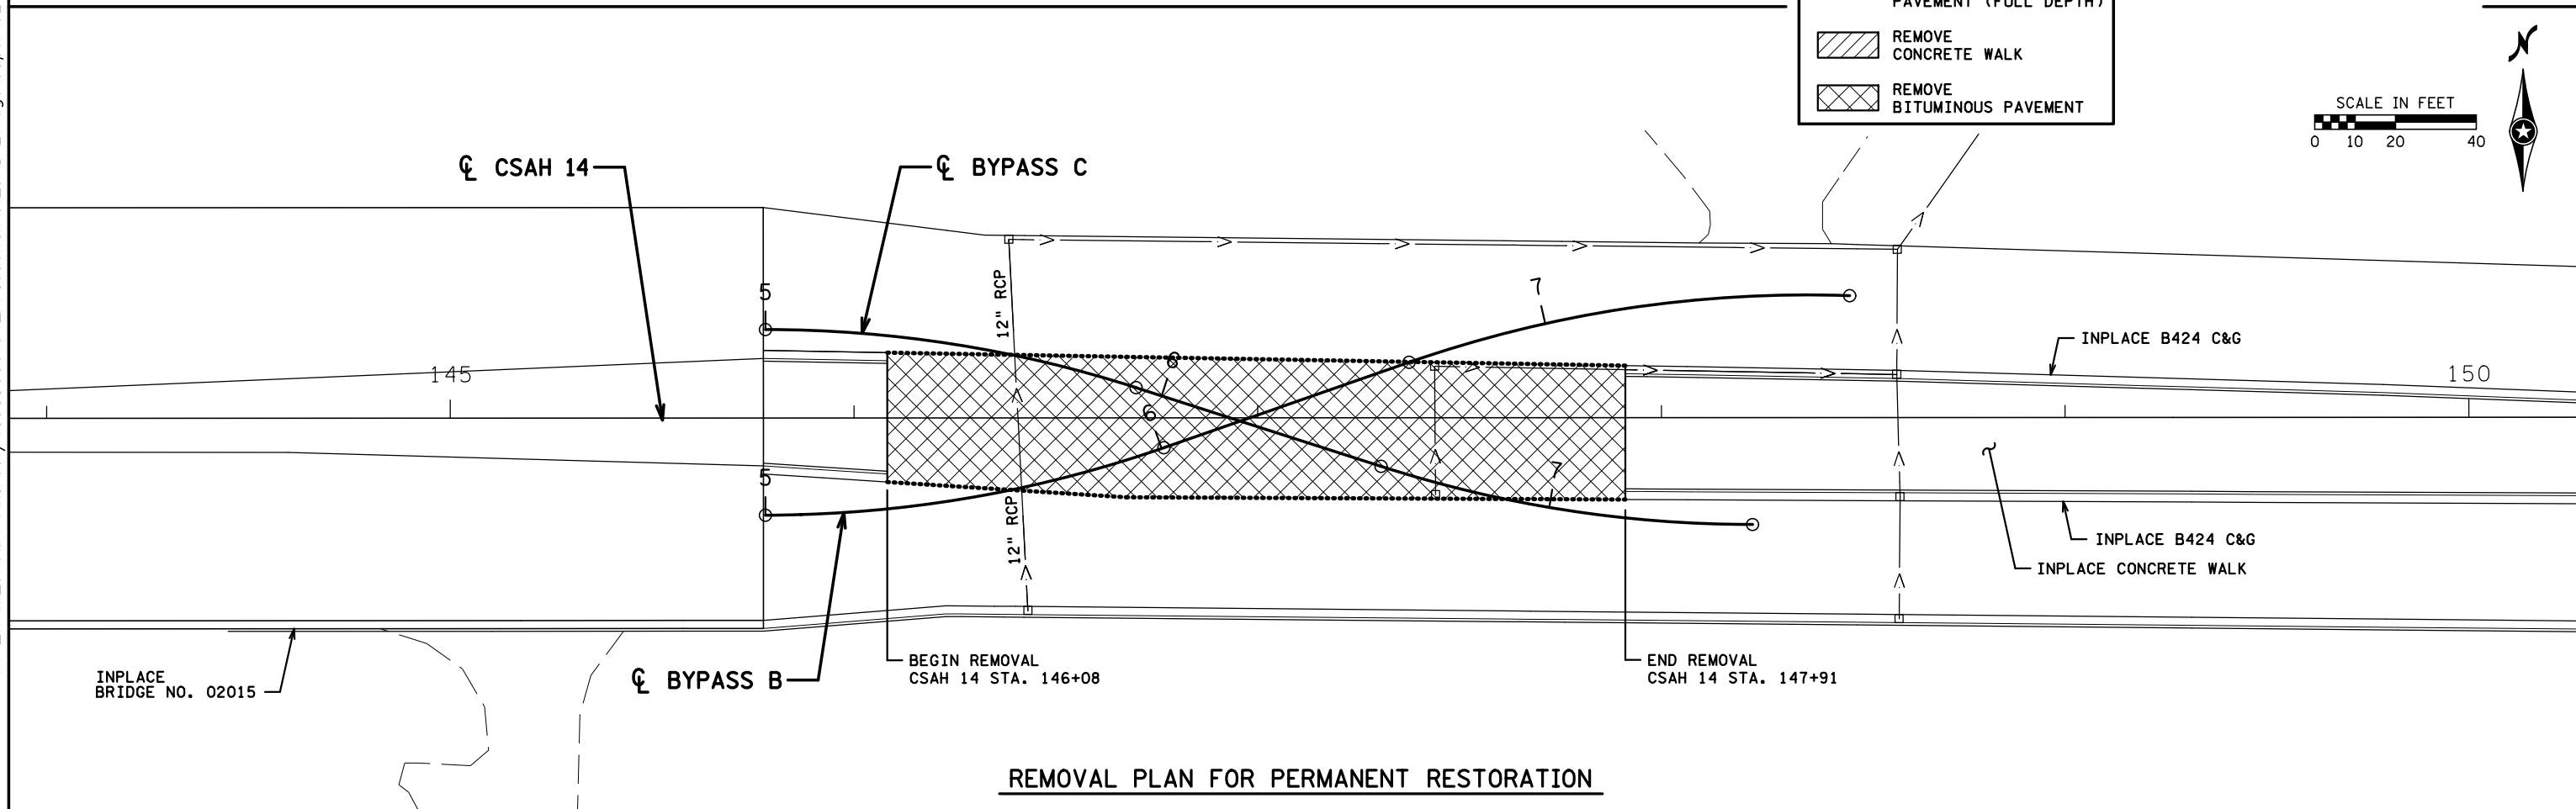 PAVEMENT (FULL DEPTH)
REMOVE
CONCRETE WALK
REMOVE
BITUMINOUS PAVEMENT
N
SCALE IN FEET
0 10 20 40
℄ CSAH 14
℄ BYPASS C
12" RCP
5
7
INPLACE B424 C&G
145
6
150
6
5
7
12" RCP
INPLACE B424 C&G
INPLACE CONCRETE WALK
INPLACE
BRIDGE NO. 02015
℄ BYPASS B
BEGIN REMOVAL
CSAH 14 STA. 146+08
END REMOVAL
CSAH 14 STA. 147+91
REMOVAL PLAN FOR PERMANENT RESTORATION